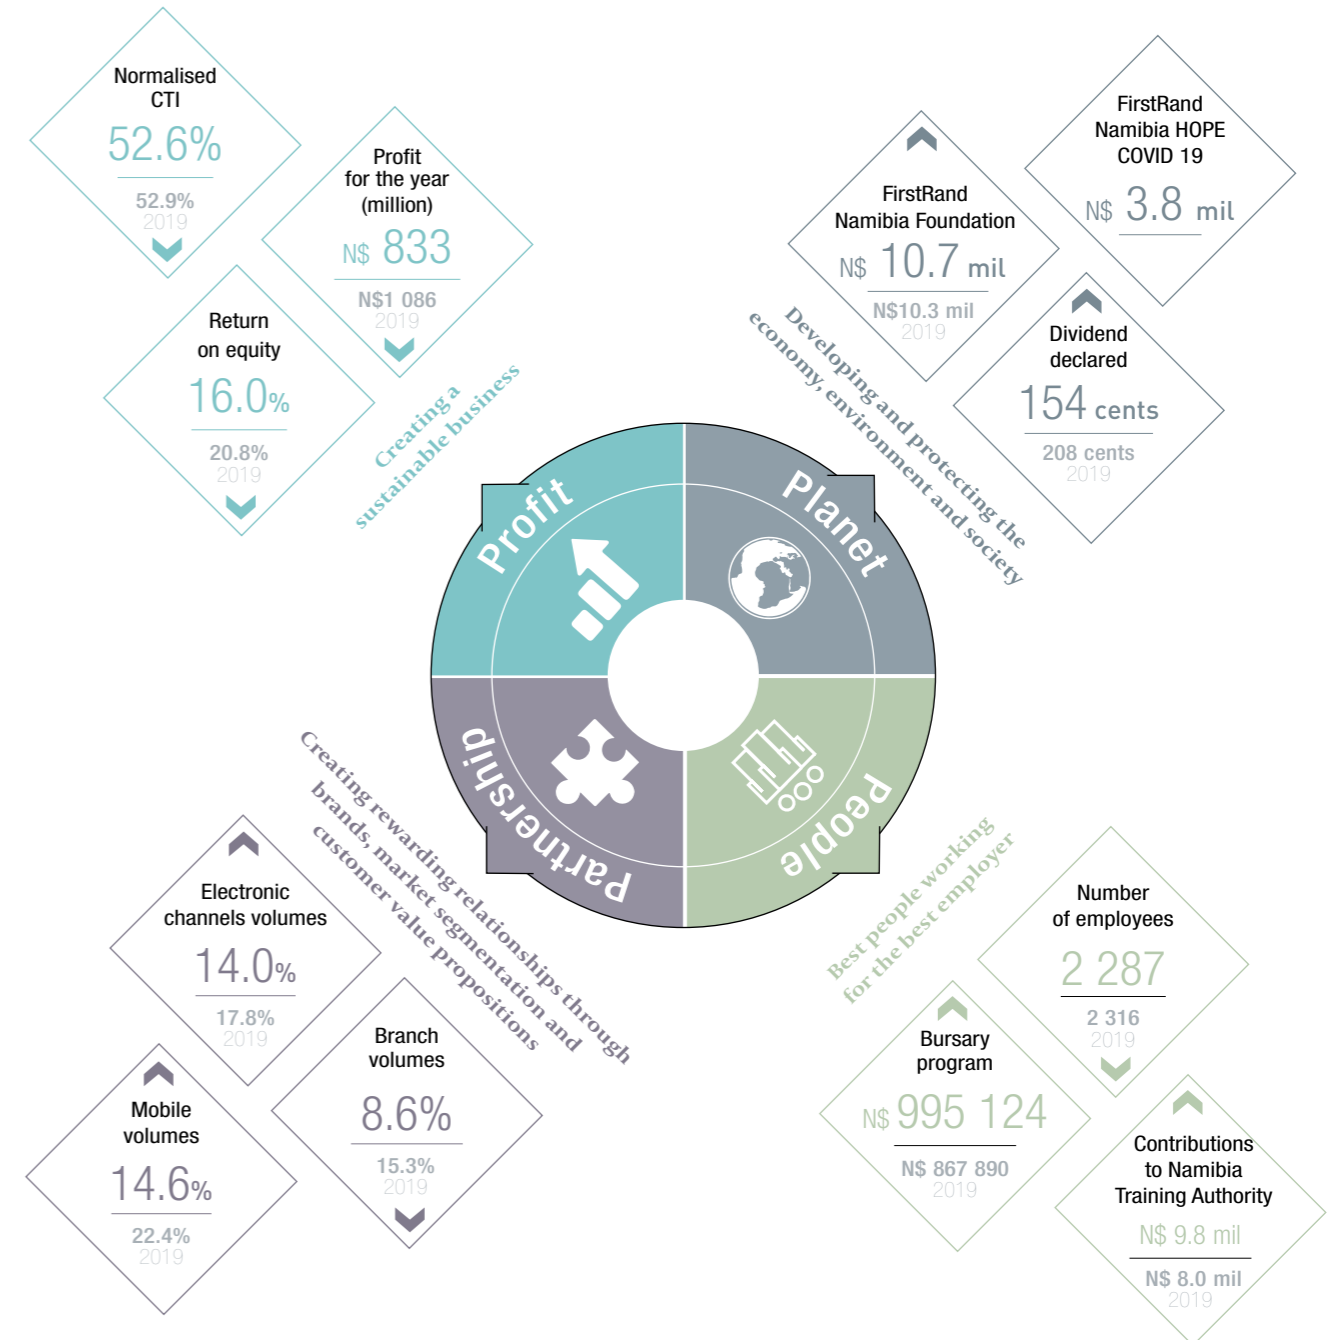 Normalised
CTI
52.6%
52.9%
2019
Profit
for the year
(million)
N$ 833
N$1 086
2019
Return
on equity
16.0%
20.8%
2019
Creating a
sustainable business
FirstRand
Namibia HOPE
COVID 19
N$ 3.8 mil
FirstRand
Namibia Foundation
N$ 10.7 mil
N$10.3 mil
2019
Dividend
declared
154 cents
208 cents
2019
Developing and protecting the
economy, environment and society
Profit
Planet
Partnership
People
Creating rewarding relationships through
brands, market segmentation and
customer value propositions
Electronic
channels volumes
14.0%
17.8%
2019
Branch
volumes
8.6%
15.3%
2019
Mobile
volumes
14.6%
22.4%
2019
Best people working
for the best employer
Number
of employees
2 287
2 316
2019
Bursary
program
N$ 995 124
N$ 867 890
2019
Contributions
to Namibia
Training Authority
N$ 9.8 mil
N$ 8.0 mil
2019